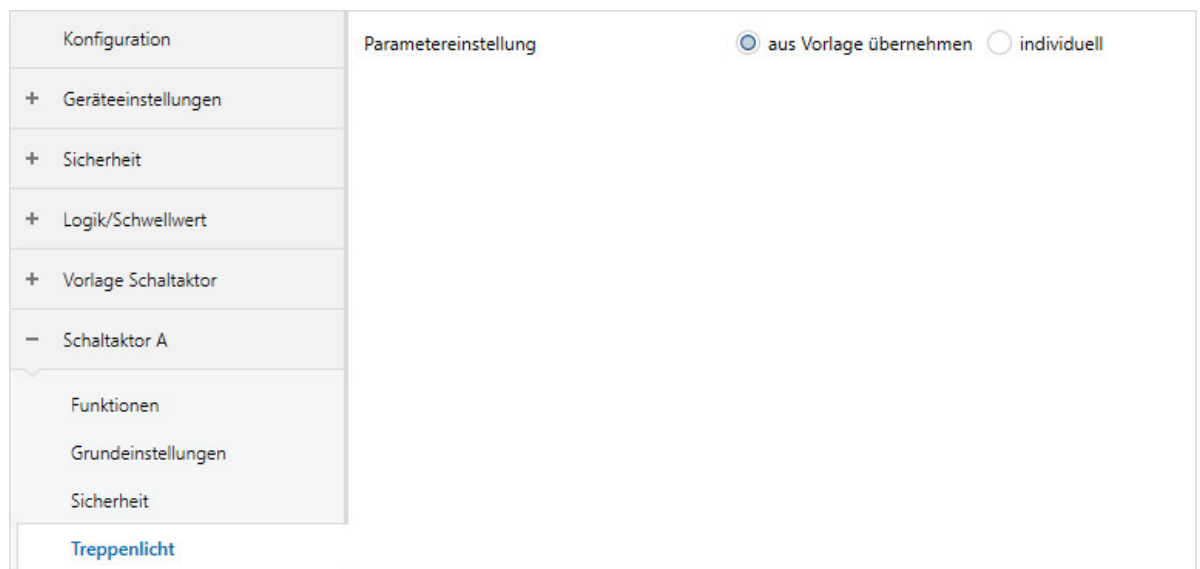 Konfiguration
Parametereinstellung
aus Vorlage übernehmen
individuell
+ Geräteeinstellungen
+ Sicherheit
+ Logik/Schwellwert
+ Vorlage Schaltaktor
− Schaltaktor A
Funktionen
Grundeinstellungen
Sicherheit
Treppenlicht